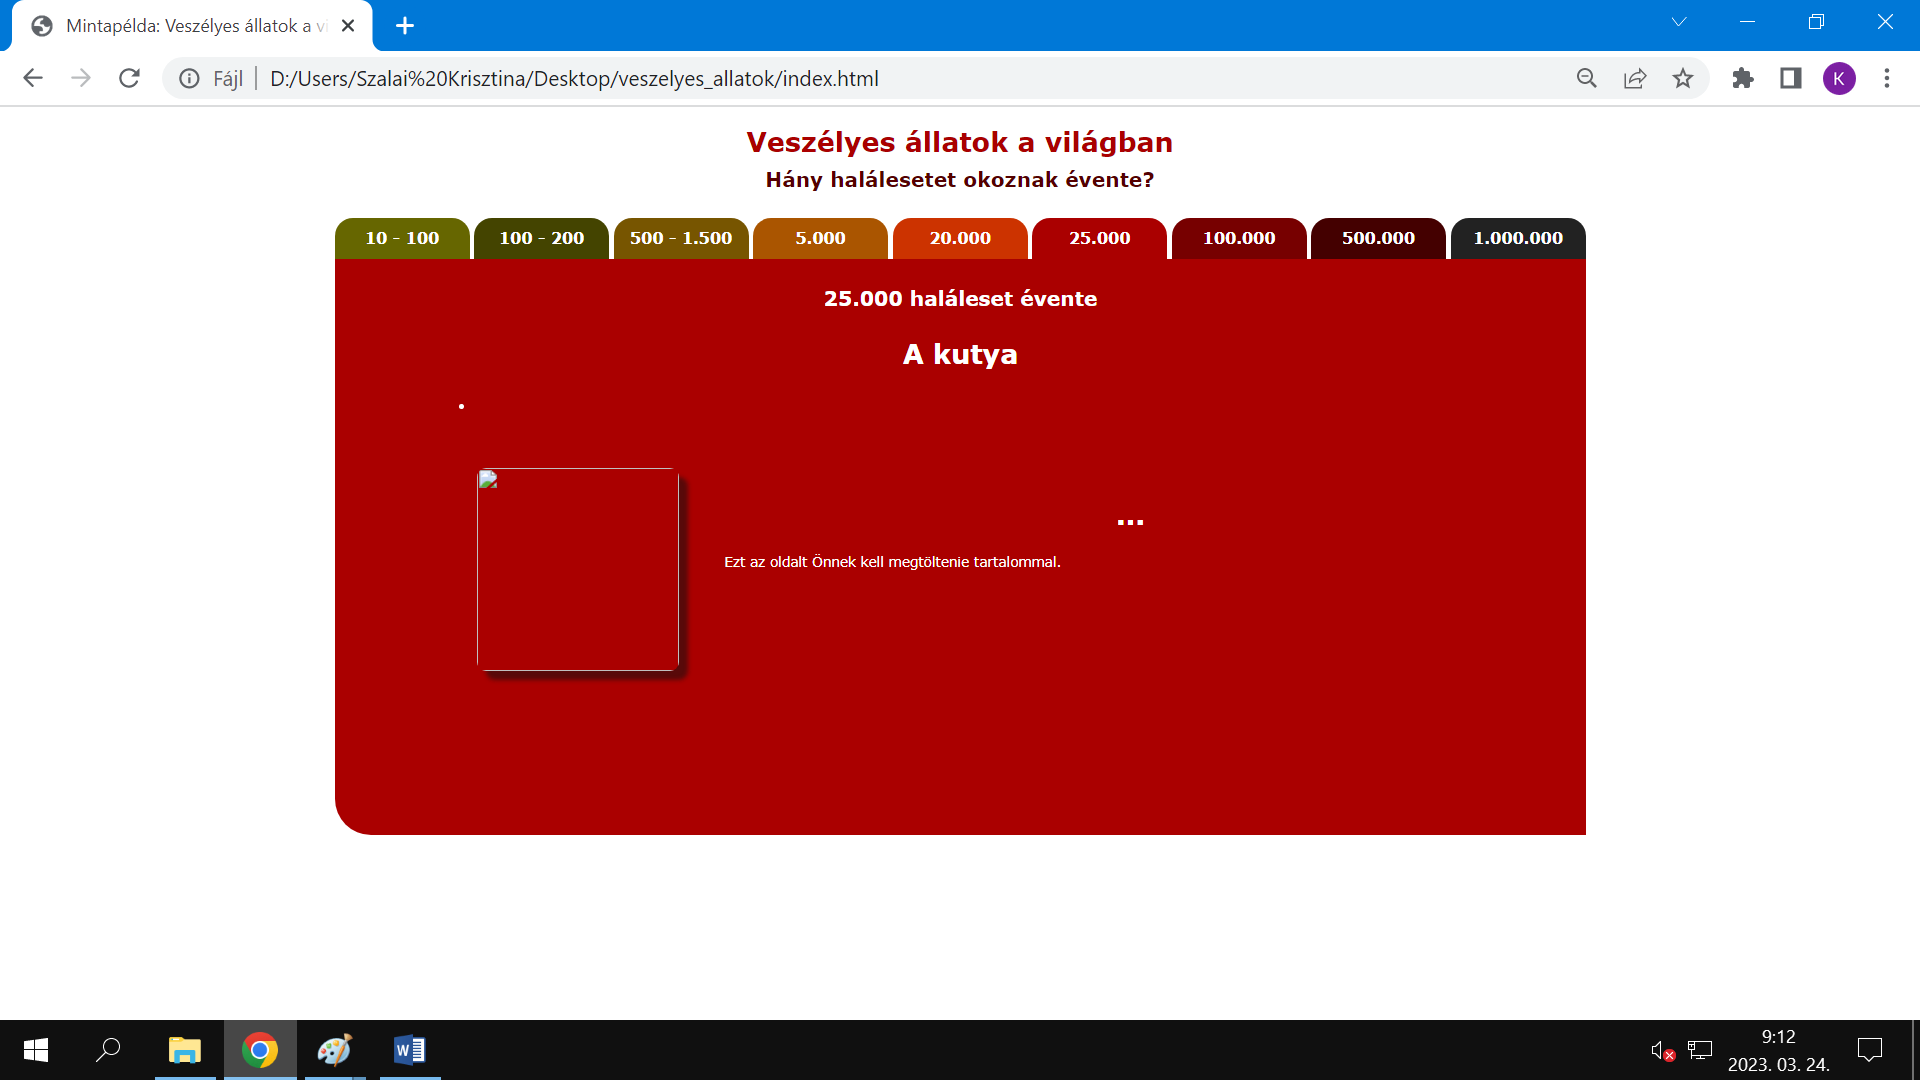 Mintapélda: Veszélyes állatok a vi
Fájl
D:/Users/Szalai%20Krisztina/Desktop/veszelyes_allatok/index.html
K
Veszélyes állatok a világban
Hány halálesetet okoznak évente?
10 - 100
100 - 200
500 - 1.500
5.000
20.000
25.000
100.000
500.000
1.000.000
25.000 haláleset évente
A kutya
...
Ezt az oldalt Önnek kell megtöltenie tartalommal.
W
9:12
2023. 03. 24.